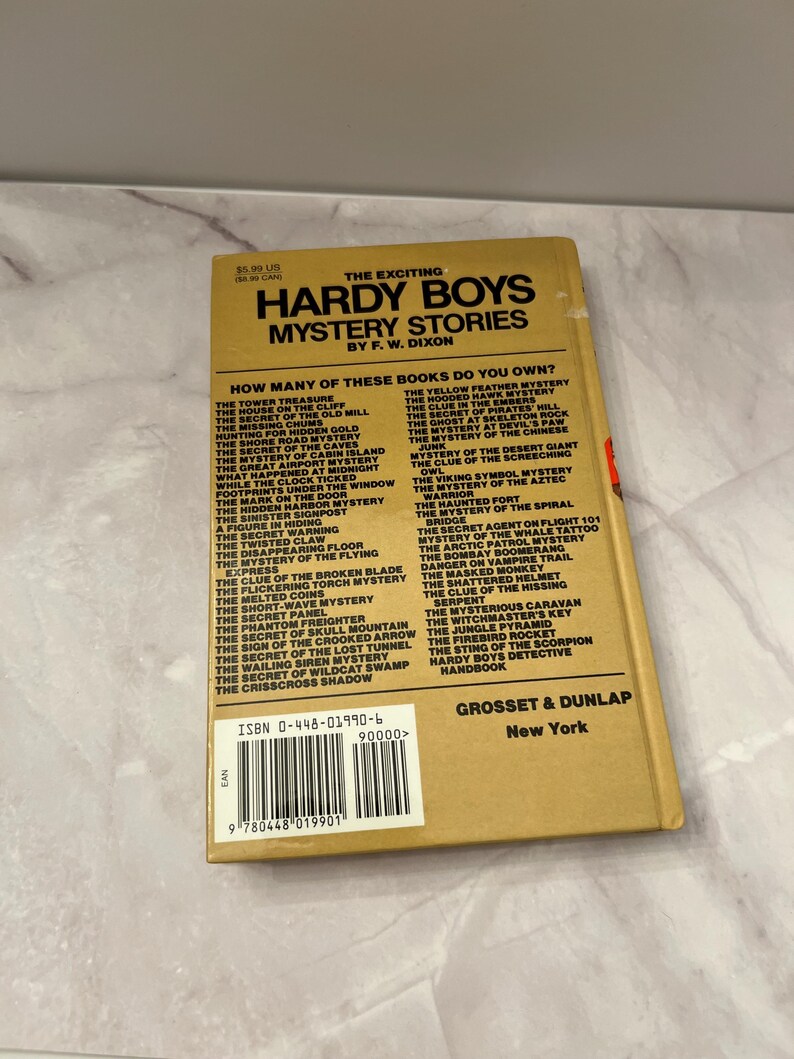 $5.99 US
($8.99 CAN)
THE EXCITING
HARDY BOYS
MYSTERY STORIES
BY F. W. DIXON
HOW MANY OF THESE BOOKS DO YOU OWN?
THE TOWER TREASURE
THE HOUSE ON THE CLIFF
THE SECRET OF THE OLD MILL
THE MISSING CHUMS
HUNTING FOR HIDDEN GOLD
THE SHORE ROAD MYSTERY
THE SECRET OF THE CAVES
THE MYSTERY OF CABIN ISLAND
THE GREAT AIRPORT MYSTERY
WHAT HAPPENED AT MIDNIGHT
WHILE THE CLOCK TICKED
FOOTPRINTS UNDER THE WINDOW
THE MARK ON THE DOOR
THE HIDDEN HARBOR MYSTERY
THE SINISTER SIGNPOST
A FIGURE IN HIDING
THE SECRET WARNING
THE TWISTED CLAW
THE DISAPPEARING FLOOR
THE MYSTERY OF THE FLYING
EXPRESS
THE CLUE OF THE BROKEN BLADE
THE FLICKERING TORCH MYSTERY
THE MELTED COINS
THE SHORT-WAVE MYSTERY
THE SECRET PANEL
THE PHANTOM FREIGHTER
THE SECRET OF SKULL MOUNTAIN
THE SIGN OF THE CROOKED ARROW
THE SECRET OF THE LOST TUNNEL
THE WAILING SIREN MYSTERY
THE SECRET OF WILDCAT SWAMP
THE CRISSCROSS SHADOW
THE YELLOW FEATHER MYSTERY
THE HOODED HAWK MYSTERY
THE CLUE IN THE EMBERS
THE SECRET OF PIRATES' HILL
THE GHOST AT SKELETON ROCK
THE MYSTERY AT DEVIL'S PAW
THE MYSTERY OF THE CHINESE
JUNK
MYSTERY OF THE DESERT GIANT
THE CLUE OF THE SCREECHING
OWL
THE VIKING SYMBOL MYSTERY
THE MYSTERY OF THE AZTEC
WARRIOR
THE HAUNTED FORT
THE MYSTERY OF THE SPIRAL
BRIDGE
THE SECRET AGENT ON FLIGHT 101
MYSTERY OF THE WHALE TATTOO
THE ARCTIC PATROL MYSTERY
THE BOMBAY BOOMERANG
DANGER ON VAMPIRE TRAIL
THE MASKED MONKEY
THE SHATTERED HELMET
THE CLUE OF THE HISSING
SERPENT
THE MYSTERIOUS CARAVAN
THE WITCHMASTER'S KEY
THE JUNGLE PYRAMID
THE FIREBIRD ROCKET
THE STING OF THE SCORPION
HARDY BOYS DETECTIVE
HANDBOOK
GROSSET & DUNLAP
New York
ISBN 0-448-01990-6
90000>
EAN
9 780448 019901